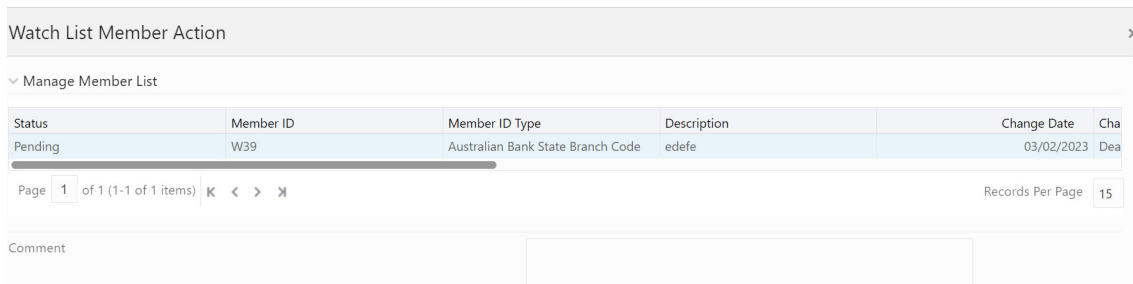 Watch List Member Action
Manage Member List
Status Member ID Member ID Type Description Change Date Cha
Pending W39 Australian Bank State Branch Code edefe 03/02/2023 Dea
Page 1 of 1 (1-1 of 1 items) Records Per Page 15
Comment